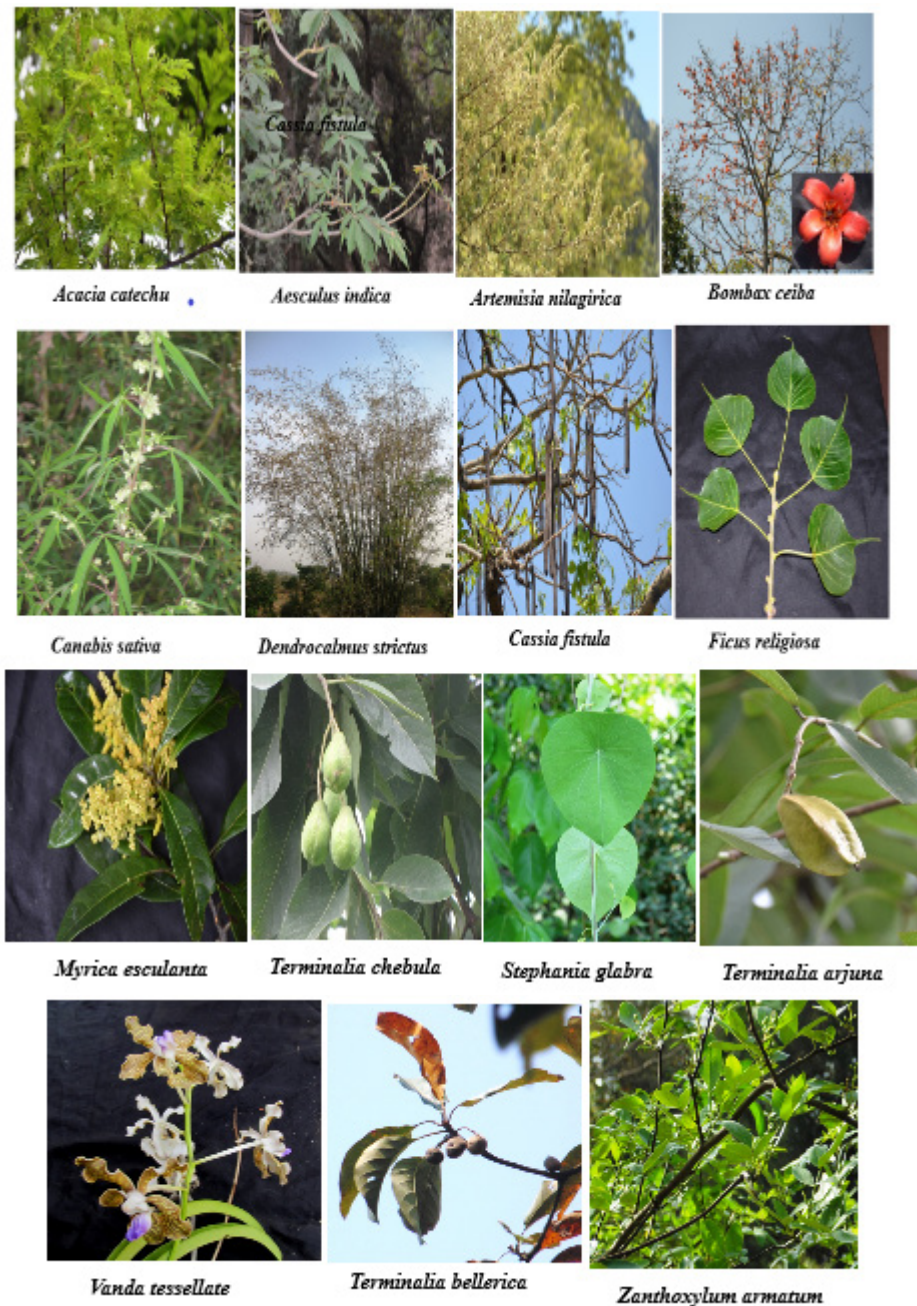 Cassia fistula
Acacia catechu
Aesculus indica
Artemisia nilagirica
Bombax ceiba
Canabis sativa
Dendrocalmus strictus
Cassia fistula
Ficus religiosa
Myrica esculanta
Terminalia chebula
Stephania glabra
Terminalia arjuna
Vanda tessellate
Terminalia bellerica
Zanthoxylum armatum